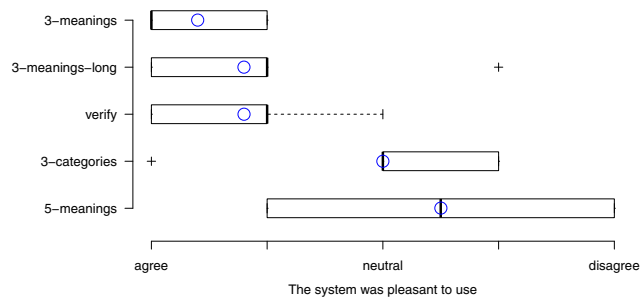 3−meanings
3−meanings−long
verify
3−categories
5−meanings
agree neutral disagree
The system was pleasant to use